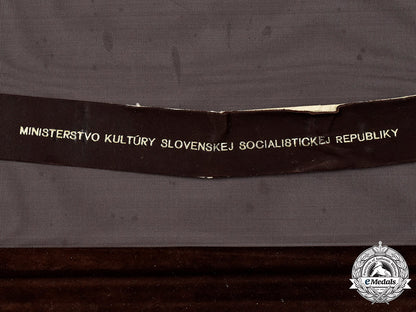 MINISTERSTVO KULTÚRY SLOVENSKEJ SOCIALISTICKEJ REPUBLIKY
eMedals